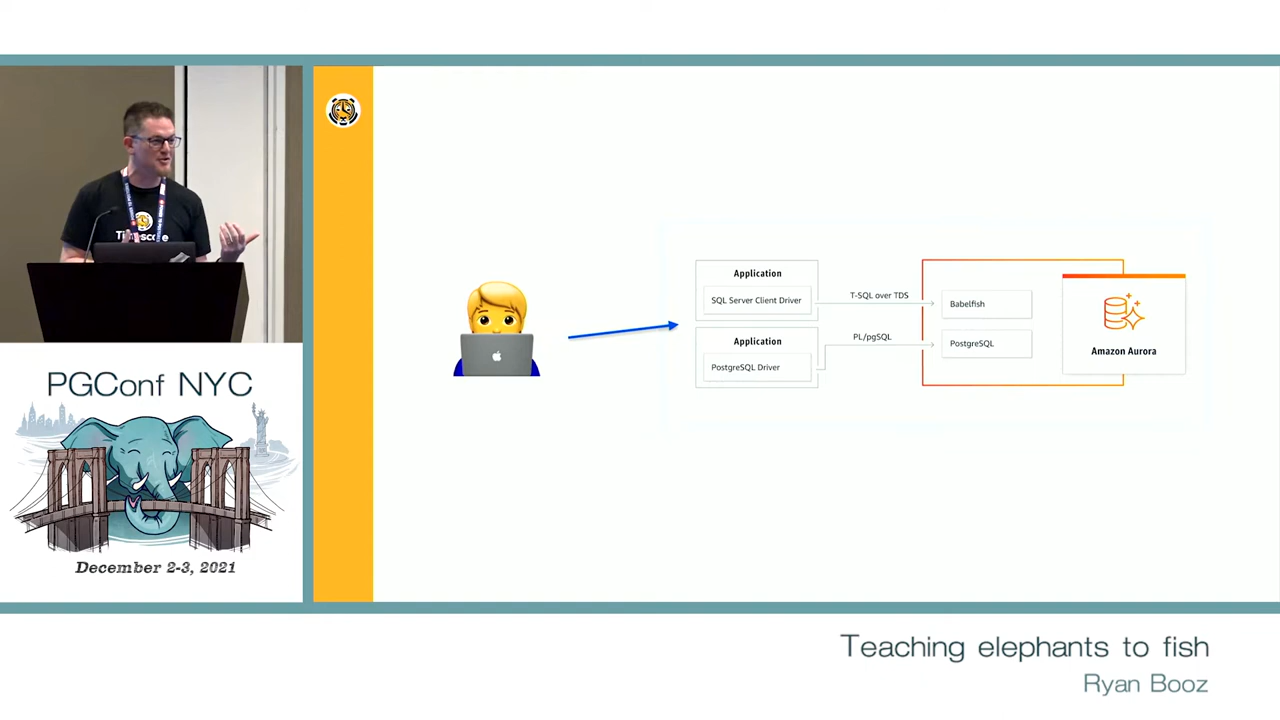 Timescale
PGConf NYC
December 2-3, 2021
Application
SQL Server Client Driver
T-SQL over TDS
Babelfish
Application
PostgreSQL Driver
PL/pgSQL
PostgreSQL
Amazon Aurora
Teaching elephants to fish
Ryan Booz